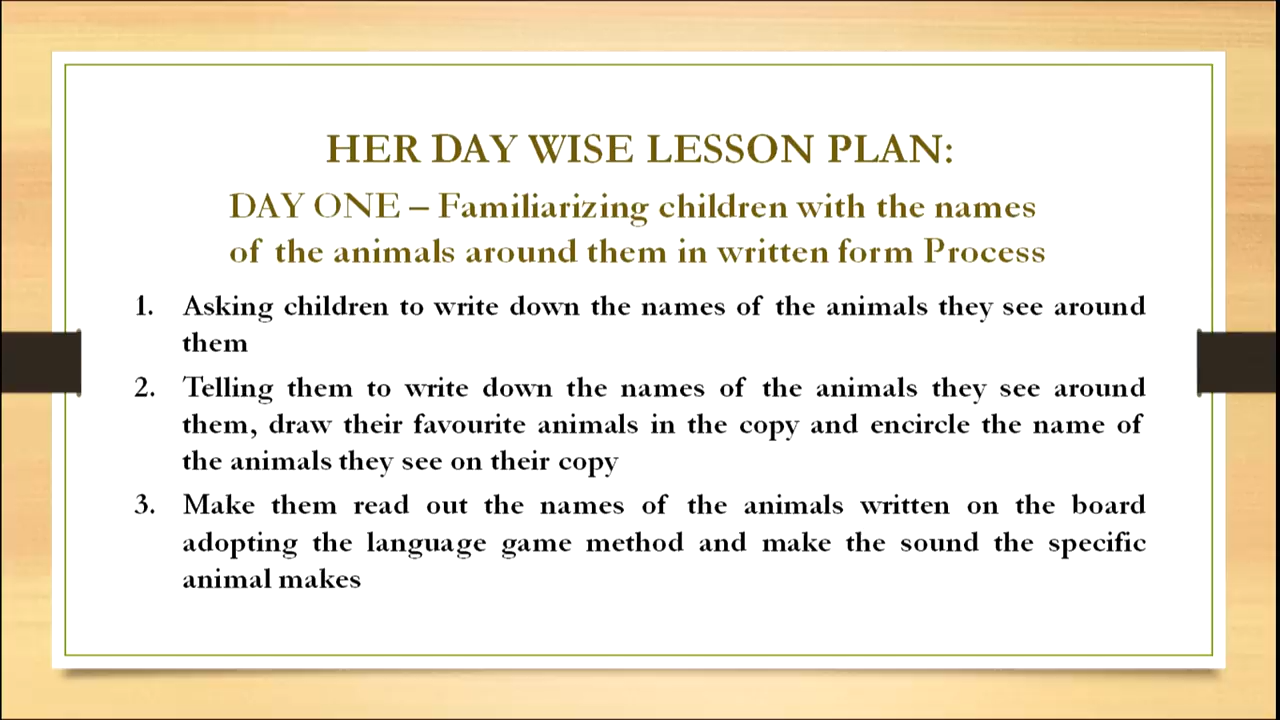 HER DAY WISE LESSON PLAN:
DAY ONE – Familiarizing children with the names
of the animals around them in written form Process
1. Asking children to write down the names of the animals they see around
them
2. Telling them to write down the names of the animals they see around
them, draw their favourite animals in the copy and encircle the name of
the animals they see on their copy
3. Make them read out the names of the animals written on the board
adopting the language game method and make the sound the specific
animal makes